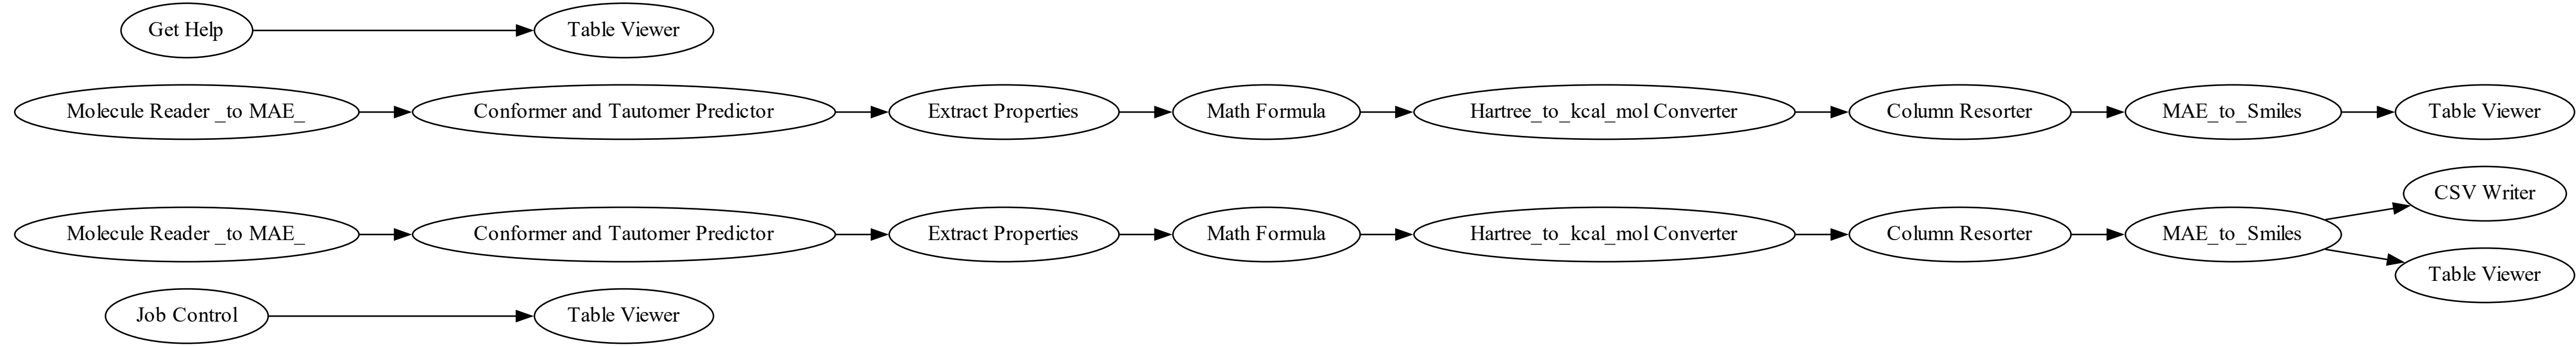 Get Help
Table Viewer
Molecule Reader _to MAE_
Conformer and Tautomer Predictor
Extract Properties
Math Formula
Hartree_to_kcal_mol Converter
Column Resorter
MAE_to_Smiles
Table Viewer
Molecule Reader _to MAE_
Conformer and Tautomer Predictor
Extract Properties
Math Formula
Hartree_to_kcal_mol Converter
Column Resorter
MAE_to_Smiles
CSV Writer
Table Viewer
Job Control
Table Viewer